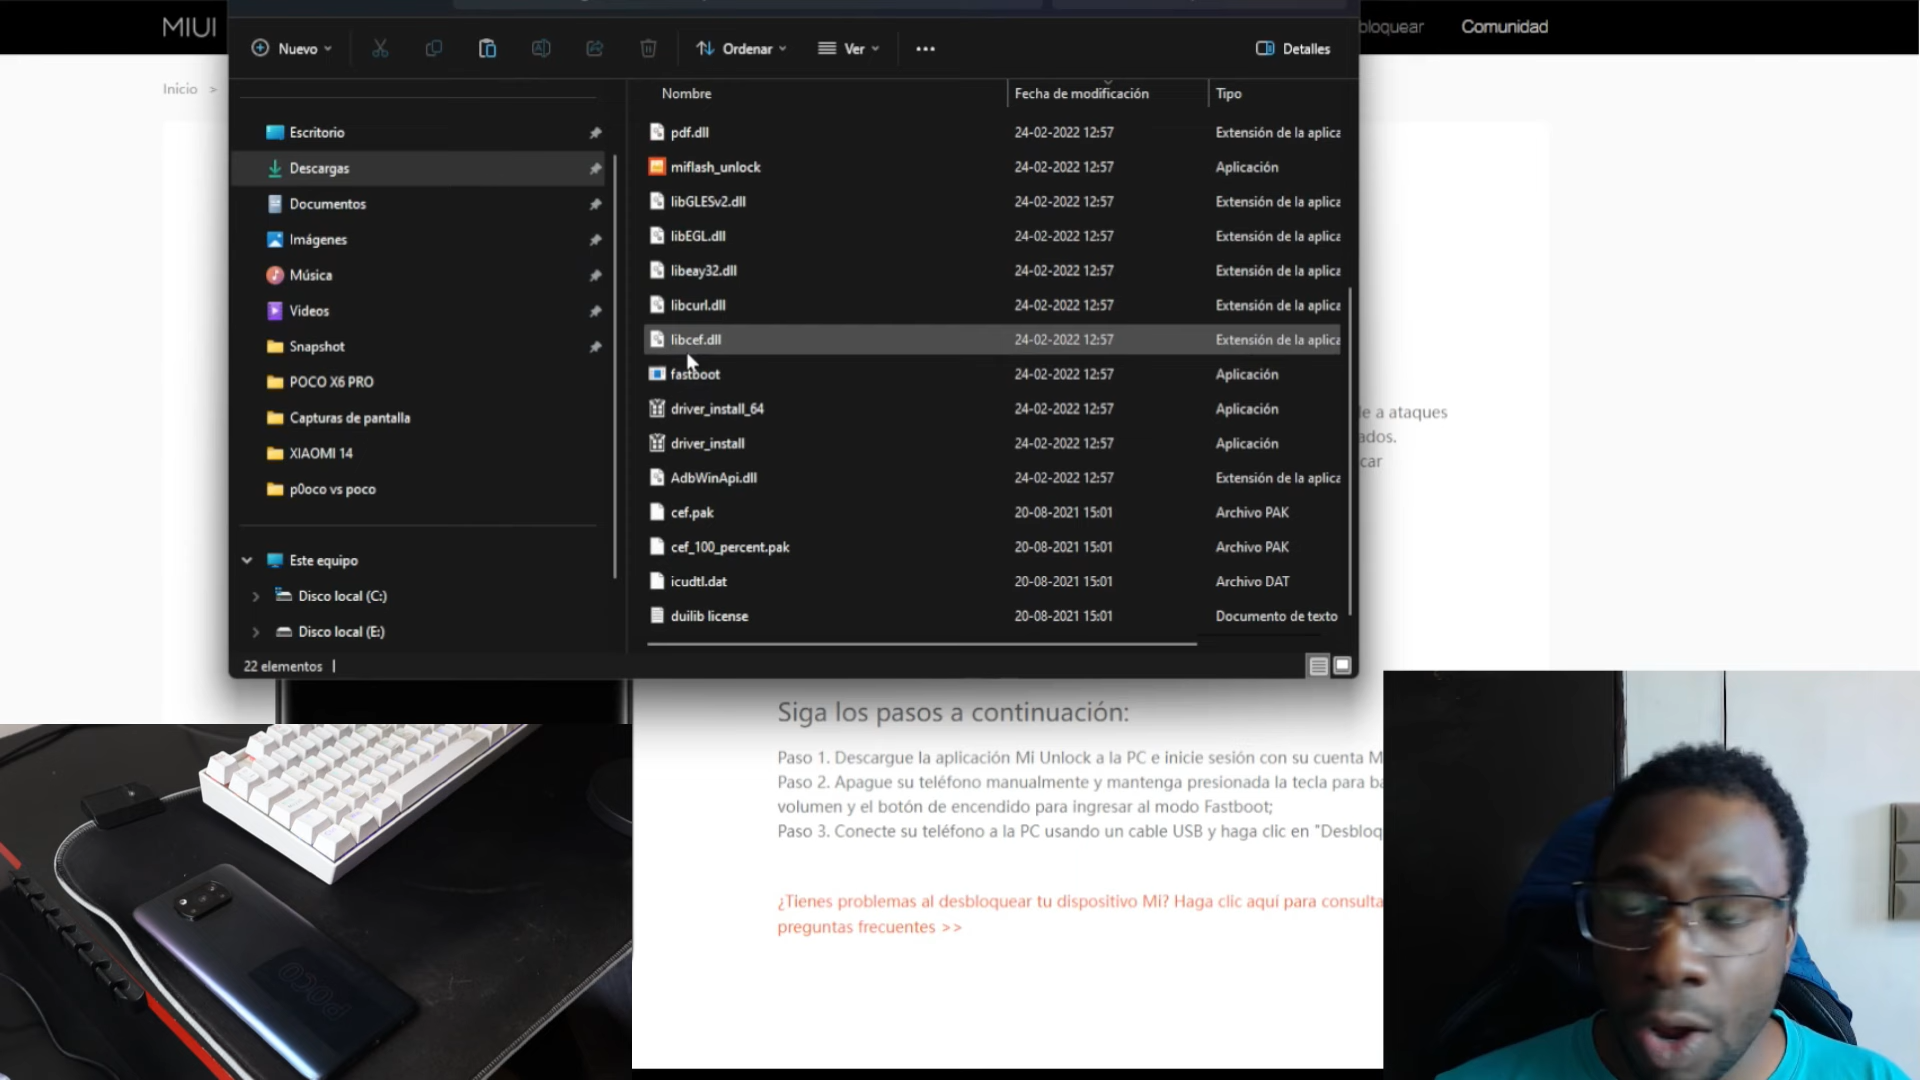 MIUI
bloquear
Comunidad
Inicio >
Nuevo
Ordenar
Ver
Detalles
Nombre
Fecha de modificación
Tipo
Escritorio
Descargas
Documentos
Imágenes
Música
Videos
Snapshot
POCO X6 PRO
Capturas de pantalla
XIAOMI 14
p0oco vs poco
Este equipo
Disco local (C:)
Disco local (E:)
pdf.dll 24-02-2022 12:57 Extensión de la aplica
miflash_unlock 24-02-2022 12:57 Aplicación
libGLESv2.dll 24-02-2022 12:57 Extensión de la aplica
libEGL.dll 24-02-2022 12:57 Extensión de la aplica
libeay32.dll 24-02-2022 12:57 Extensión de la aplica
libcurl.dll 24-02-2022 12:57 Extensión de la aplica
libcef.dll 24-02-2022 12:57 Extensión de la aplica
fastboot 24-02-2022 12:57 Aplicación
driver_install_64 24-02-2022 12:57 Aplicación
driver_install 24-02-2022 12:57 Aplicación
AdbWinApi.dll 24-02-2022 12:57 Extensión de la aplica
cef.pak 20-08-2021 15:01 Archivo PAK
cef_100_percent.pak 20-08-2021 15:01 Archivo PAK
icudtl.dat 20-08-2021 15:01 Archivo DAT
duilib license 20-08-2021 15:01 Documento de texto
22 elementos
le a ataques
ados.
car
Siga los pasos a continuación:
Paso 1. Descargue la aplicación Mi Unlock a la PC e inicie sesión con su cuenta M
Paso 2. Apague su teléfono manualmente y mantenga presionada la tecla para ba
volumen y el botón de encendido para ingresar al modo Fastboot;
Paso 3. Conecte su teléfono a la PC usando un cable USB y haga clic en "Desbloq
¿Tienes problemas al desbloquear tu dispositivo Mi? Haga clic aquí para consulta
preguntas frecuentes >>
POCO